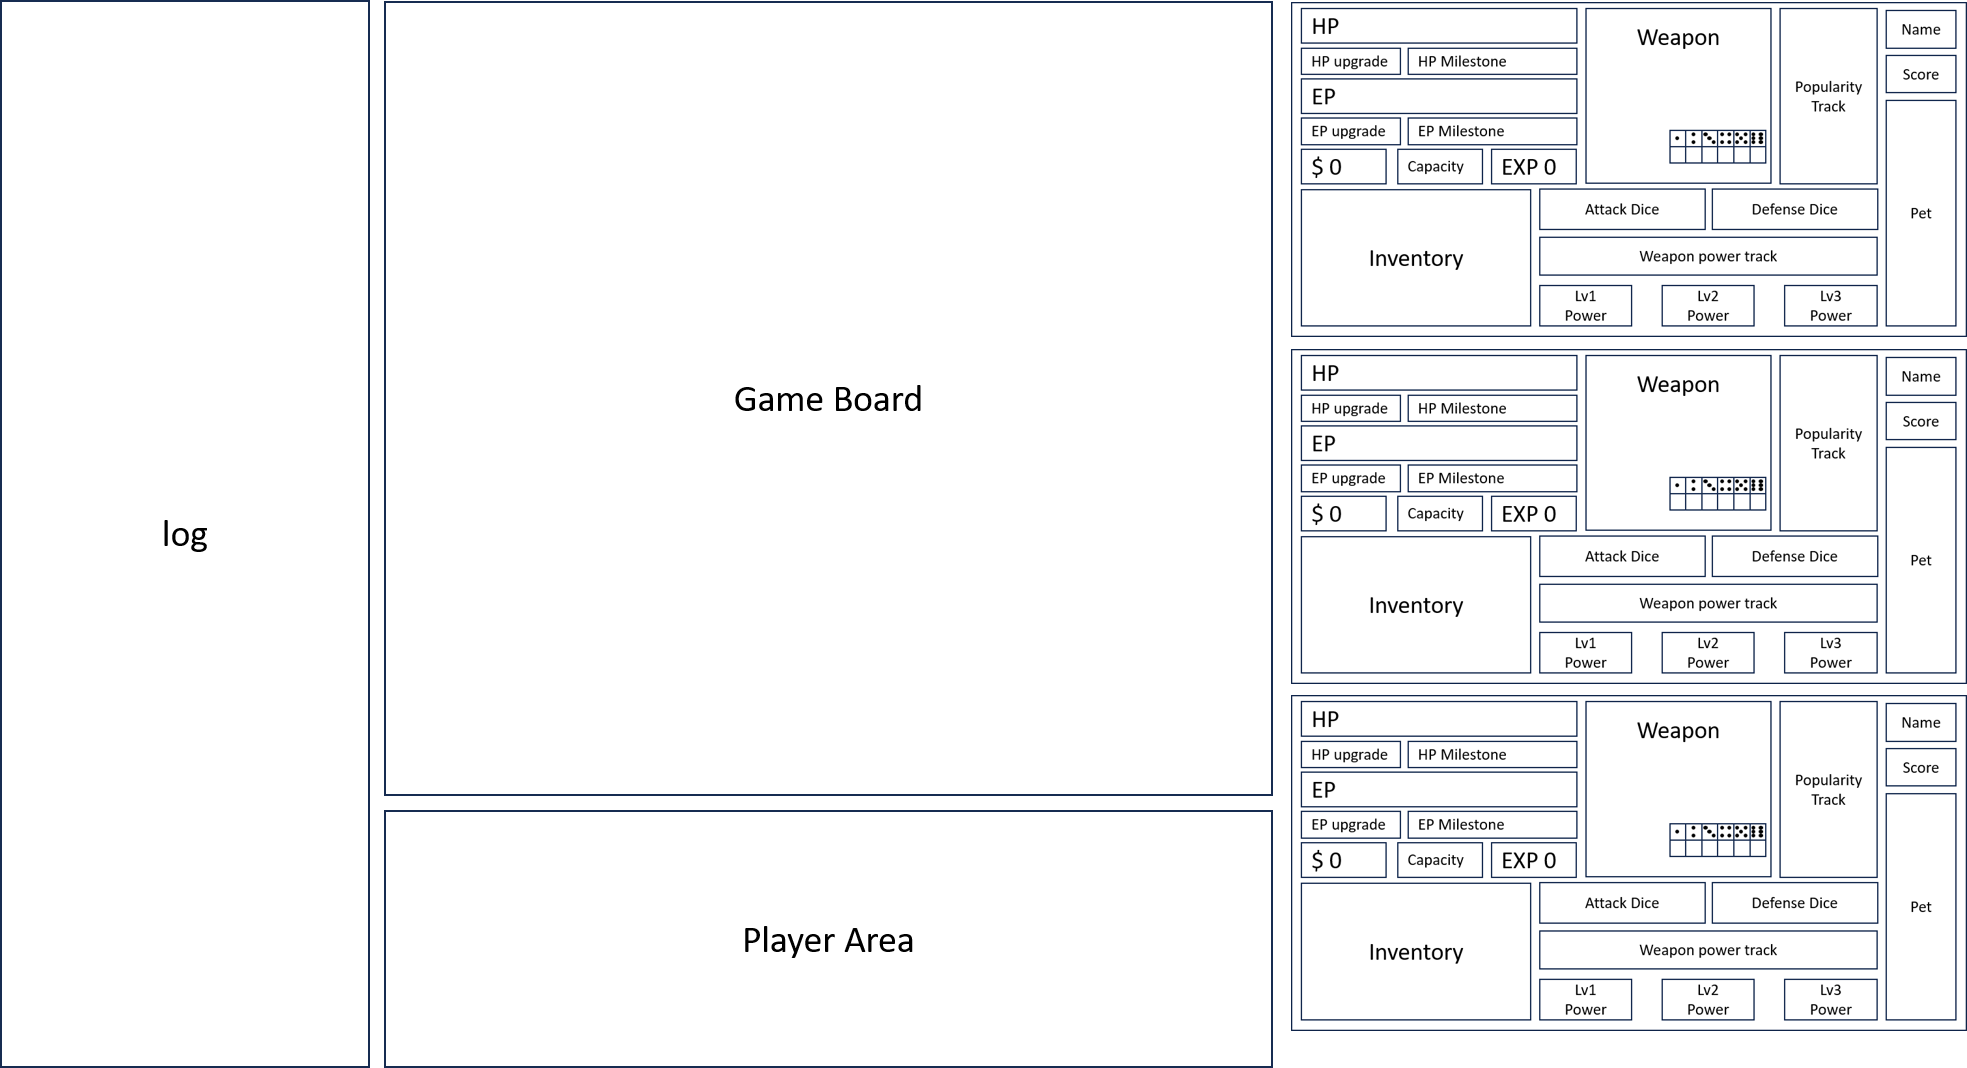 log
Game Board
Player Area
HP
HP upgrade
HP Milestone
EP
EP upgrade
EP Milestone
$ 0
Capacity
EXP 0
Inventory
Weapon
Popularity
Track
Attack Dice
Defense Dice
Weapon power track
Lv1
Power
Lv2
Power
Lv3
Power
Name
Score
Pet
HP
HP upgrade
HP Milestone
EP
EP upgrade
EP Milestone
$ 0
Capacity
EXP 0
Inventory
Weapon
Popularity
Track
Attack Dice
Defense Dice
Weapon power track
Lv1
Power
Lv2
Power
Lv3
Power
Name
Score
Pet
HP
HP upgrade
HP Milestone
EP
EP upgrade
EP Milestone
$ 0
Capacity
EXP 0
Inventory
Weapon
Popularity
Track
Attack Dice
Defense Dice
Weapon power track
Lv1
Power
Lv2
Power
Lv3
Power
Name
Score
Pet